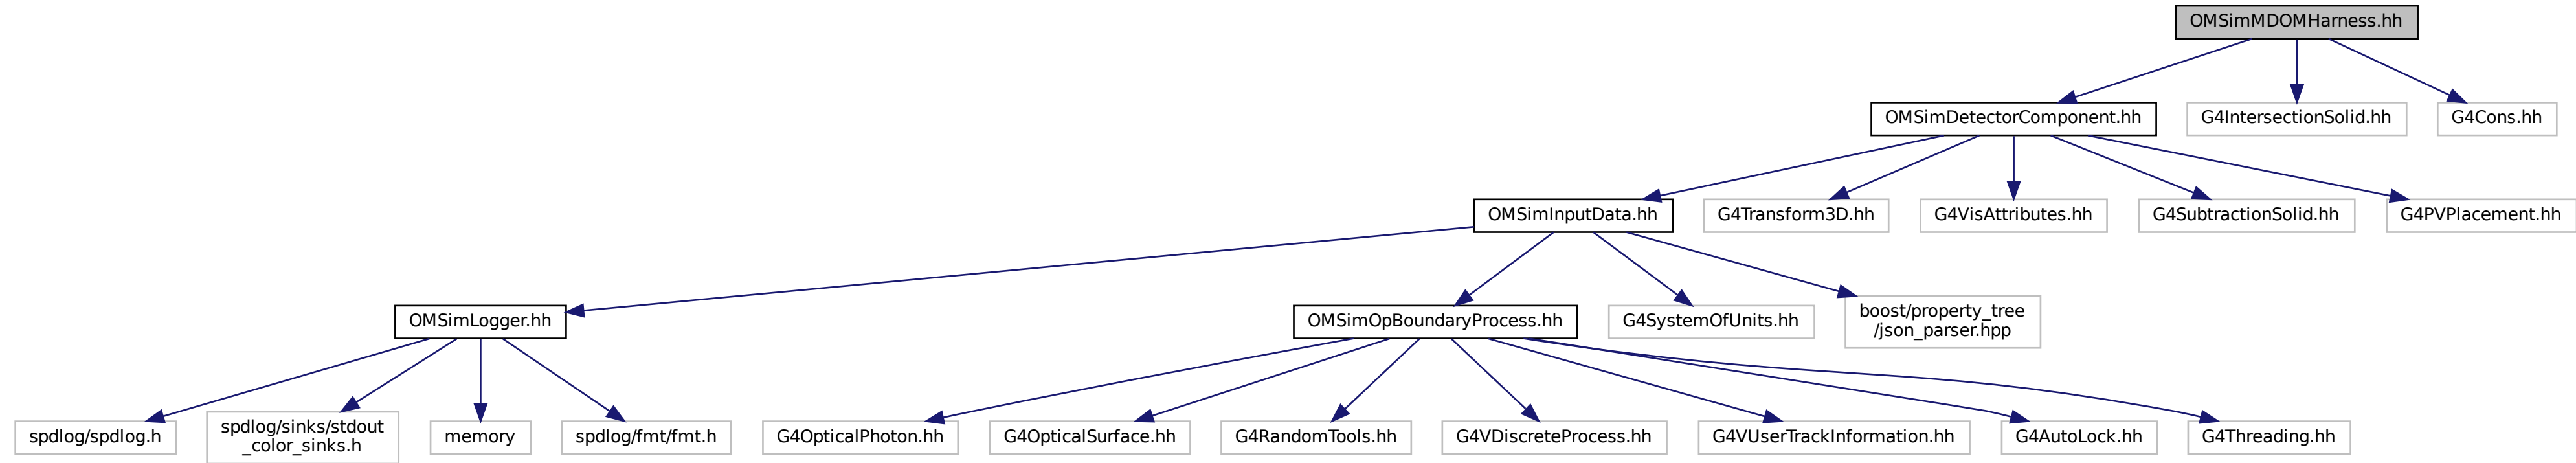 OMSimMDOMHarness.hh
OMSimDetectorComponent.hh
G4IntersectionSolid.hh
G4Cons.hh
OMSimInputData.hh
G4Transform3D.hh
G4VisAttributes.hh
G4SubtractionSolid.hh
G4PVPlacement.hh
OMSimLogger.hh
OMSimOpBoundaryProcess.hh
G4SystemOfUnits.hh
boost/property_tree
/json_parser.hpp
spdlog/spdlog.h
spdlog/sinks/stdout
_color_sinks.h
memory
spdlog/fmt/fmt.h
G4OpticalPhoton.hh
G4OpticalSurface.hh
G4RandomTools.hh
G4VDiscreteProcess.hh
G4VUserTrackInformation.hh
G4AutoLock.hh
G4Threading.hh